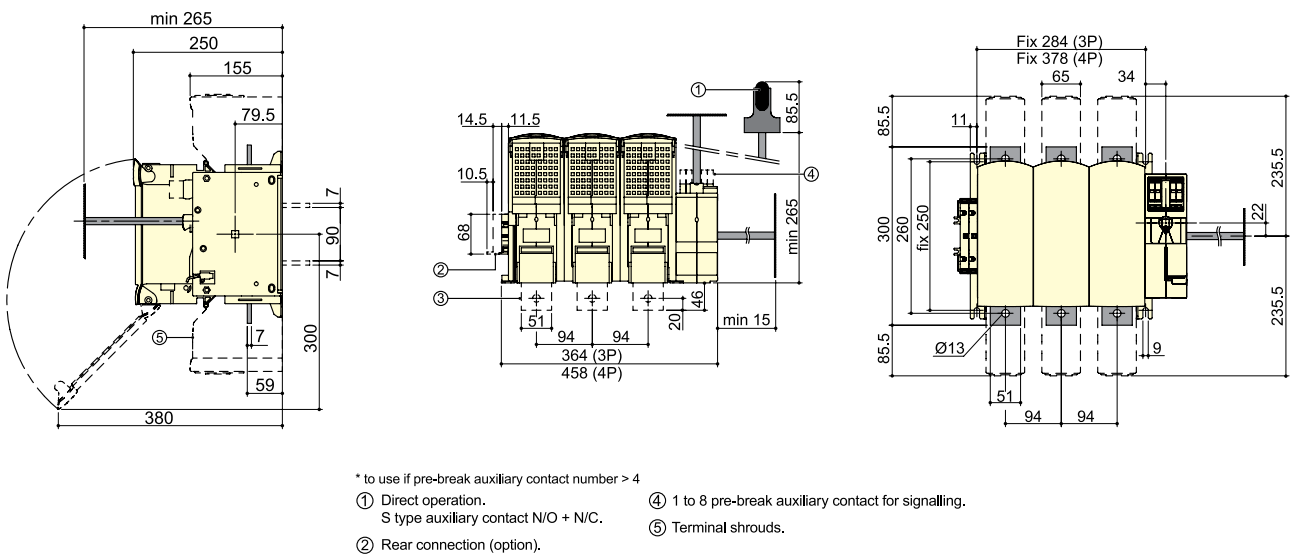 min 265
250
155
79.5
7
90
7
300
7
59
380
5
1
85.5
14.5
11.5
10.5
4
68
min 265
2
3
46
20
51
min 15
94
94
364 (3P)
458 (4P)
Fix 284 (3P)
Fix 378 (4P)
65
34
85.5
11
235.5
22
300
260
fix 250
235.5
85.5
Ø13
9
51
94
94
* to use if pre-break auxiliary contact number > 4
1 Direct operation.
S type auxiliary contact N/O + N/C.
2 Rear connection (option).
4 1 to 8 pre-break auxiliary contact for signalling.
5 Terminal shrouds.